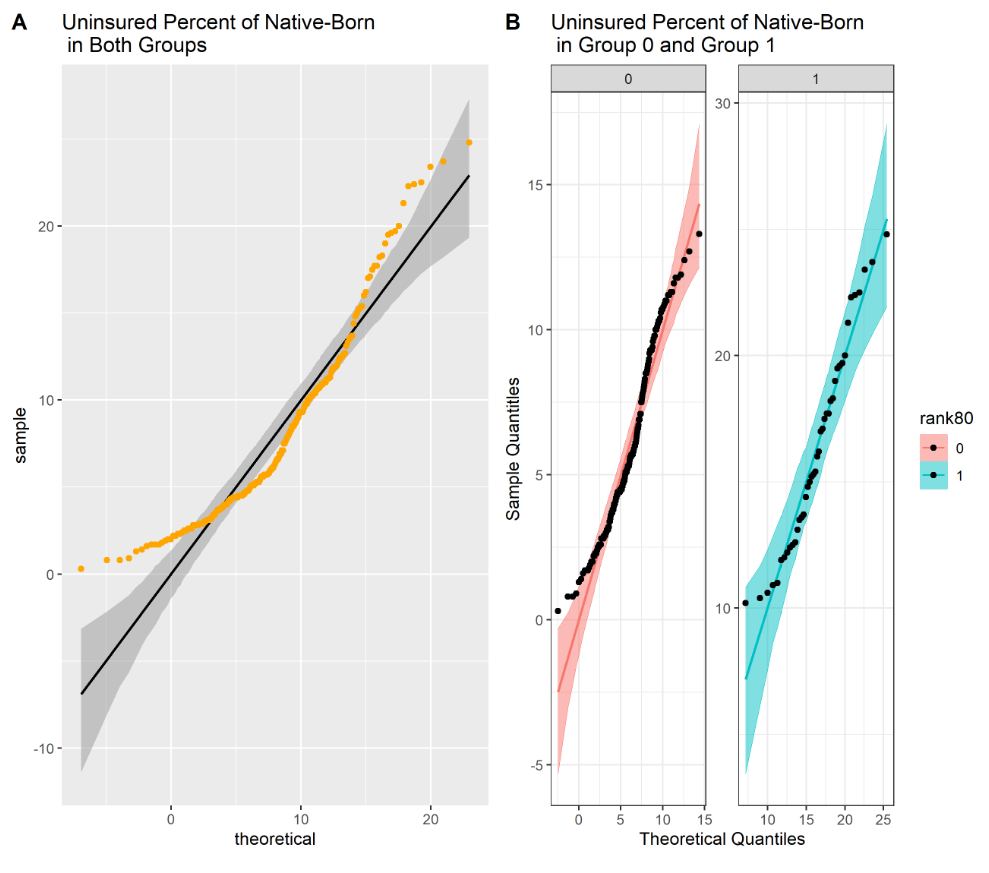 A
Uninsured Percent of Native-Born
in Both Groups
sample
20
10
0
-10
0
10
20
theoretical
B
Uninsured Percent of Native-Born
in Group 0 and Group 1
0
1
Sample Quantitles
15
10
5
0
-5
30
20
10
0
5
10
15
10
15
20
25
Theoretical Quantiles
rank80
0
1